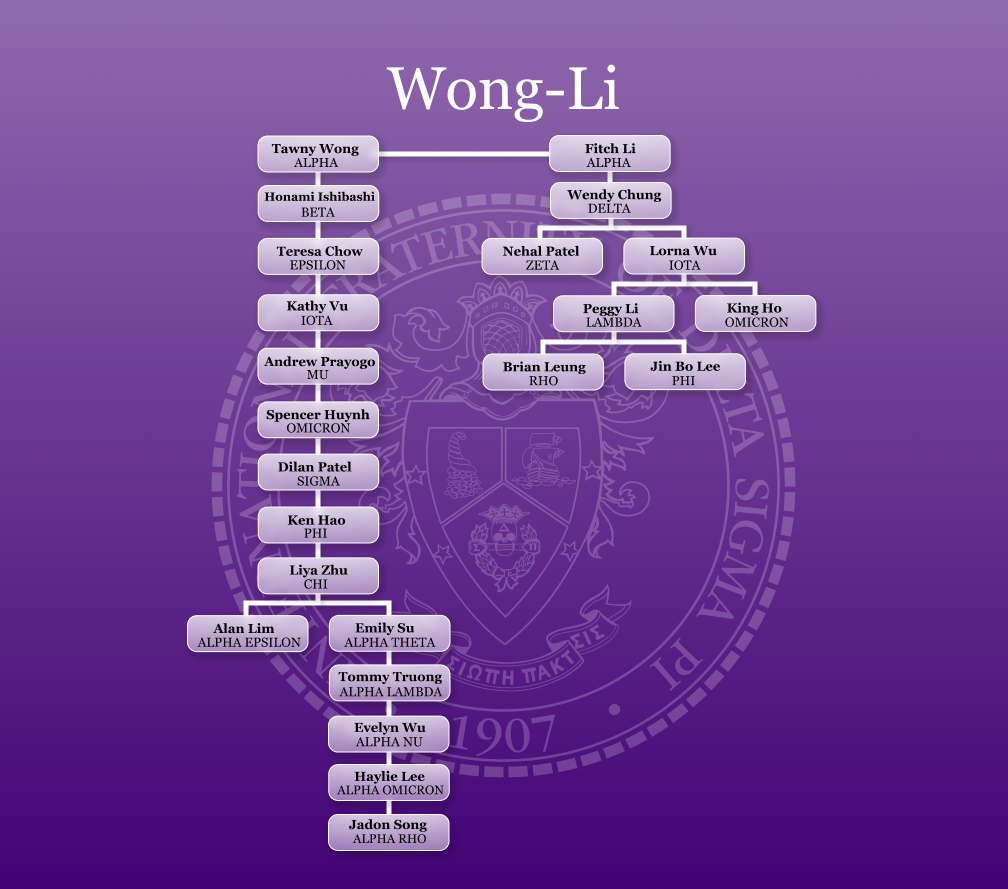 Wong-Li
Tawny Wong
ALPHA
Fitch Li
ALPHA
Honami Ishibashi
BETA
Wendy Chung
DELTA
Teresa Chow
EPSILON
Nehal Patel
ZETA
Lorna Wu
IOTA
Kathy Vu
IOTA
Peggy Li
LAMBDA
King Ho
OMICRON
Andrew Prayogo
MU
Brian Leung
RHO
Jin Bo Lee
PHI
Spencer Huynh
OMICRON
Dilan Patel
SIGMA
Ken Hao
PHI
Liya Zhu
CHI
Alan Lim
ALPHA EPSILON
Emily Su
ALPHA THETA
Tommy Truong
ALPHA LAMBDA
Evelyn Wu
ALPHA NU
Haylie Lee
ALPHA OMICRON
Jadon Song
ALPHA RHO
FRATERNITY OF DELTA SIGMA PI
ΣΙΩΠΗ ΠΑΚΤΣΕΙΣ
1907